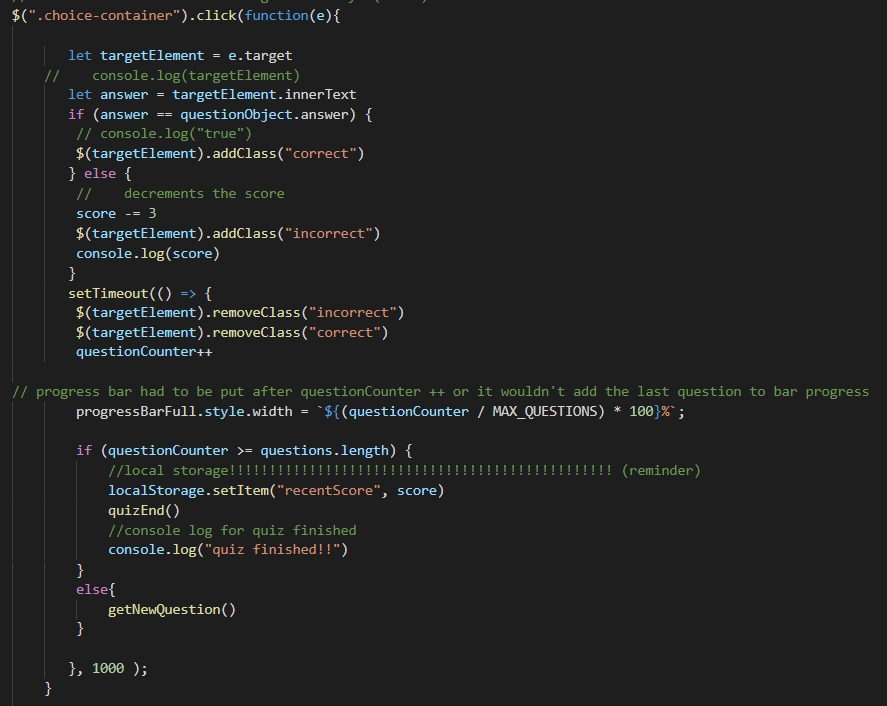 $(".choice-container").click(function(e){
let targetElement = e.target
//    console.log(targetElement)
let answer = targetElement.innerText
if (answer == questionObject.answer) {
// console.log("true")
$(targetElement).addClass("correct")
} else {
//    decrements the score
score -= 3
$(targetElement).addClass("incorrect")
console.log(score)
}
setTimeout(() => {
$(targetElement).removeClass("incorrect")
$(targetElement).removeClass("correct")
questionCounter++
// progress bar had to be put after questionCounter ++ or it wouldn't add the last question to bar progress
progressBarFull.style.width = `${(questionCounter / MAX_QUESTIONS) * 100}%`;
if (questionCounter >= questions.length) {
//local storage!!!!!!!!!!!!!!!!!!!!!!!!!!!!!!!!!!!!!!!!!!!!!!!! (reminder)
localStorage.setItem("recentScore", score)
quizEnd()
//console log for quiz finished
console.log("quiz finished!!")
}
else{
getNewQuestion()
}
}, 1000 );
}